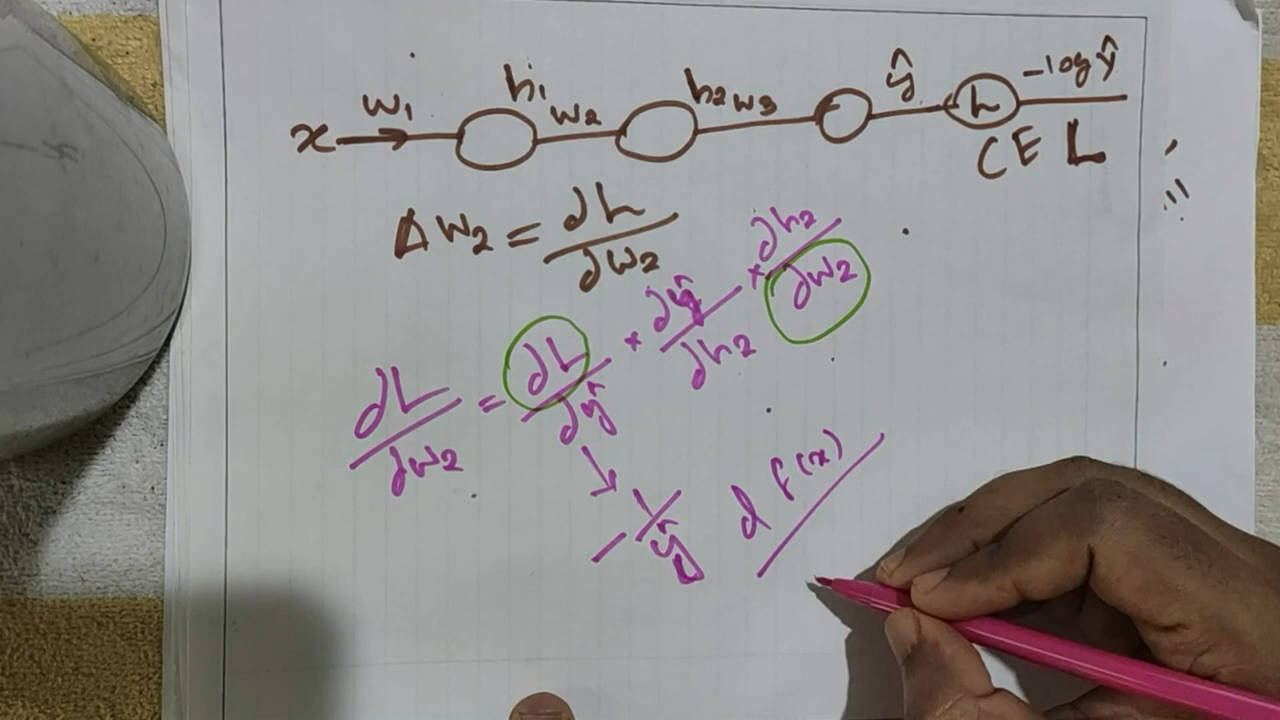 x w1 h1 w2 h2 w3 ŷ L -log ŷ
CE L
Δw2 = ∂L/∂w2
∂L/∂w2 = ∂L/∂ŷ * ∂ŷ/∂h2 * ∂h2/∂w2
↓
-1/ŷ
d f(x)